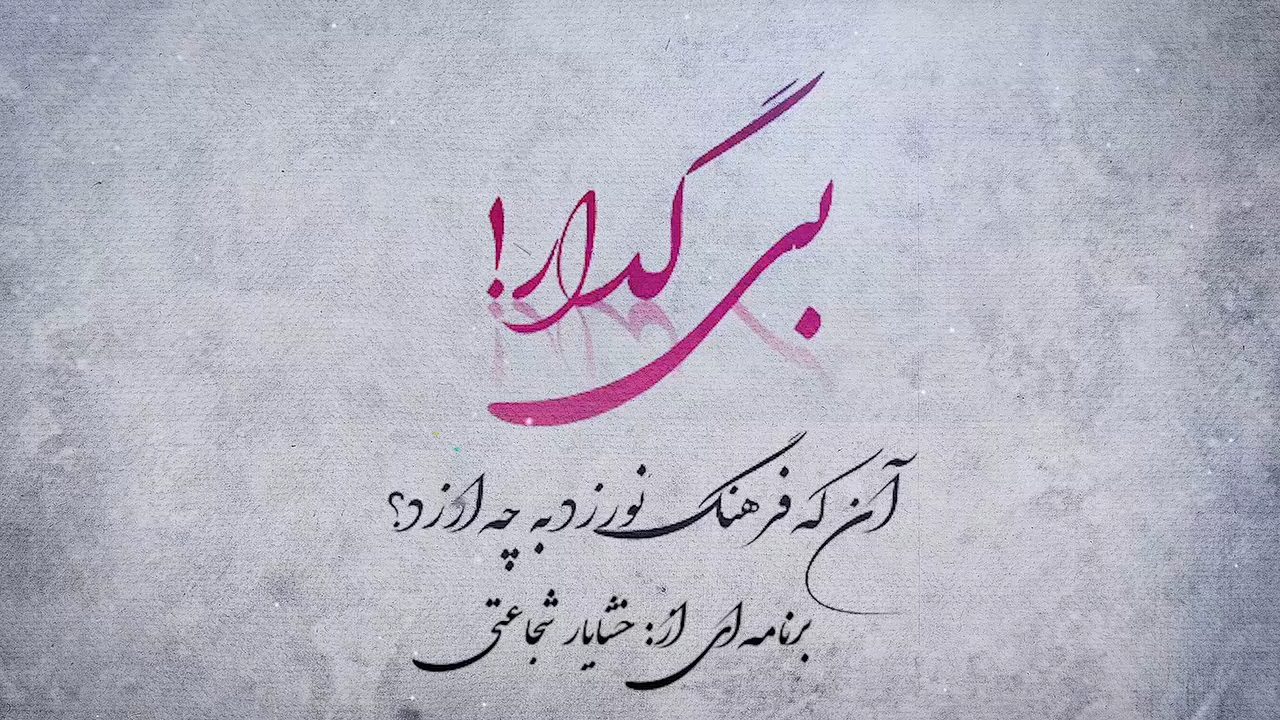 بی گدار!
آن که فرهنگ نورزد به چه ارزد؟
برنامه ای از: خشایار شجاعتی